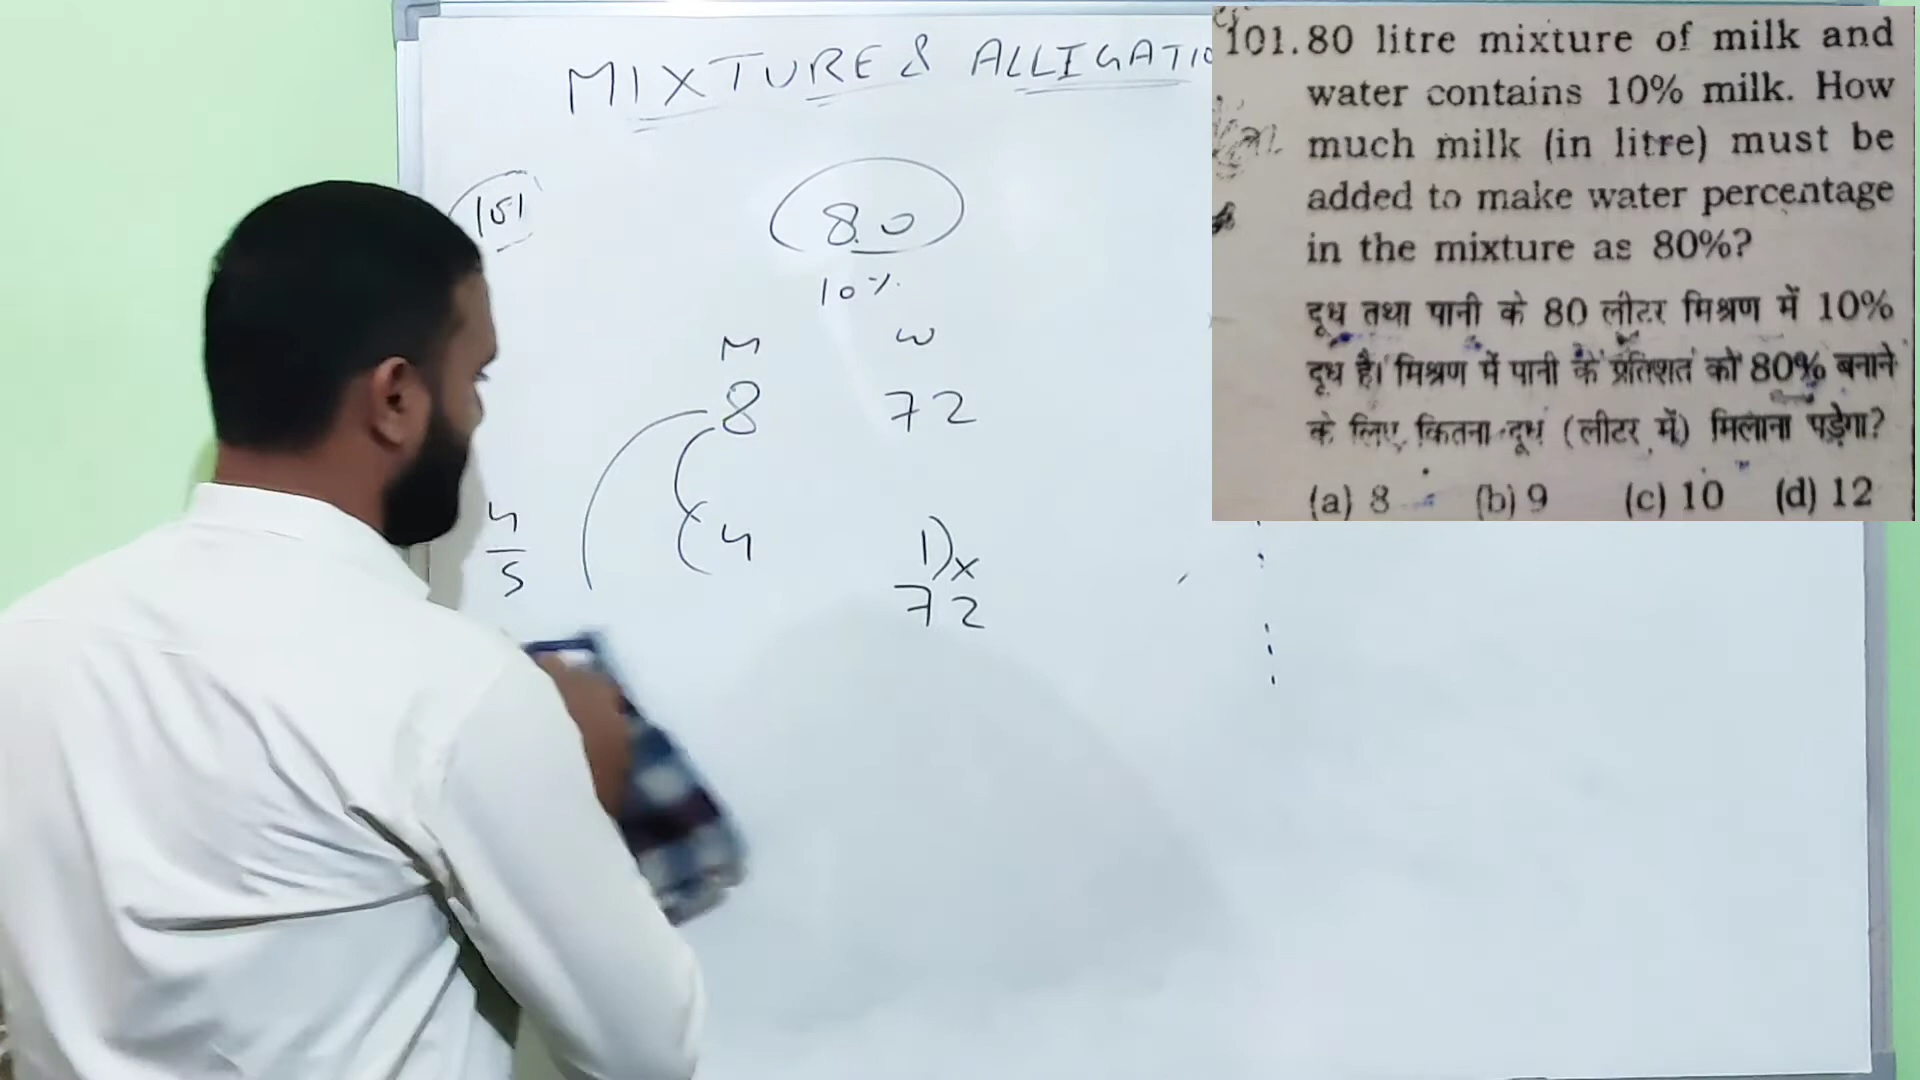 MIXTURE & ALLIGATIO
101
80
10%
M W
8 72
4
5
4 1)x
72
101. 80 litre mixture of milk and
water contains 10% milk. How
much milk (in litre) must be
added to make water percentage
in the mixture as 80%?
दूध तथा पानी के 80 लीटर मिश्रण में 10%
दूध है। मिश्रण में पानी के प्रतिशत को 80% बनाने
के लिए कितना दूध (लीटर में) मिलाना पड़ेगा?
(a) 8 (b) 9 (c) 10 (d) 12